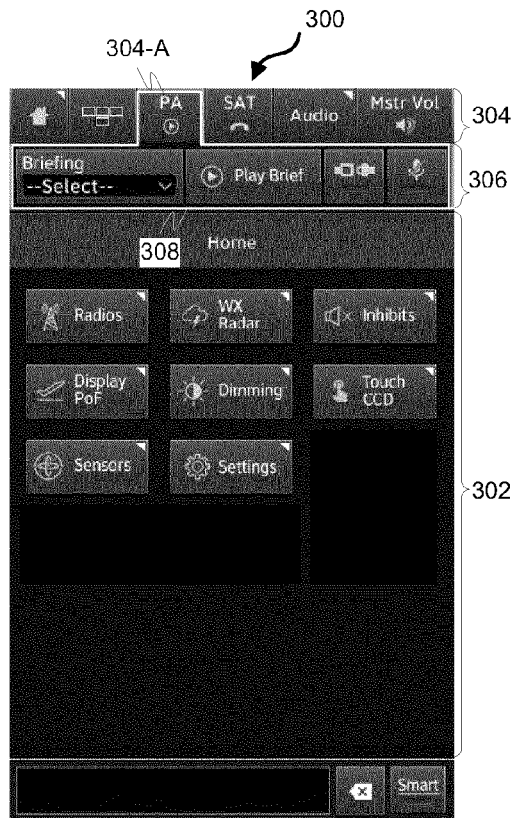 300
304-A
PA
SAT
Audio
Mstr Vol
304
Briefing
--Select--
Play Brief
306
308
Home
Radios
WX
Radar
Inhibits
Display
PoF
Dimming
Touch
CCD
Sensors
Settings
302
Smart